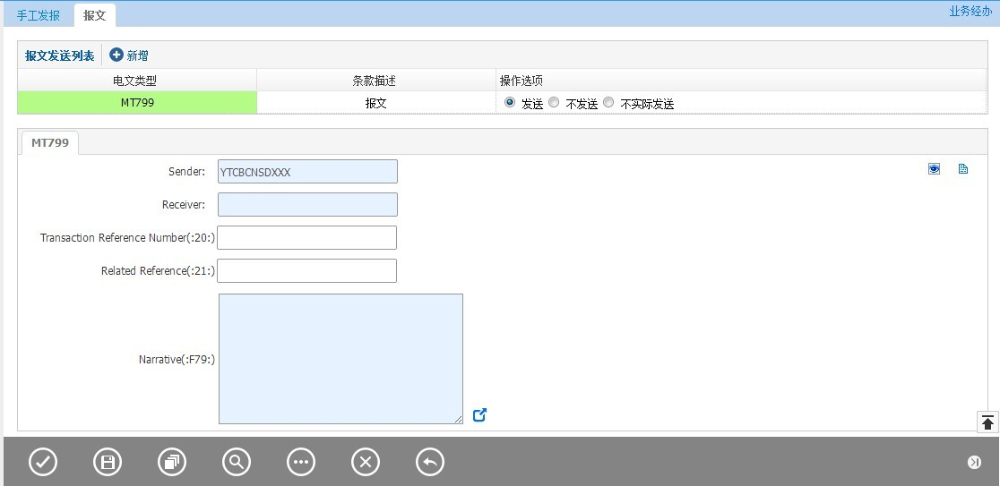 手工发报 报文 业务经办
报文发送列表 新增
电文类型 条款描述 操作选项
MT799 报文 发送 不发送 不实际发送
MT799
Sender: YTCBCNSDXXX
Receiver:
Transaction Reference Number(:20:)
Related Reference(:21:)
Narrative(:F79:)